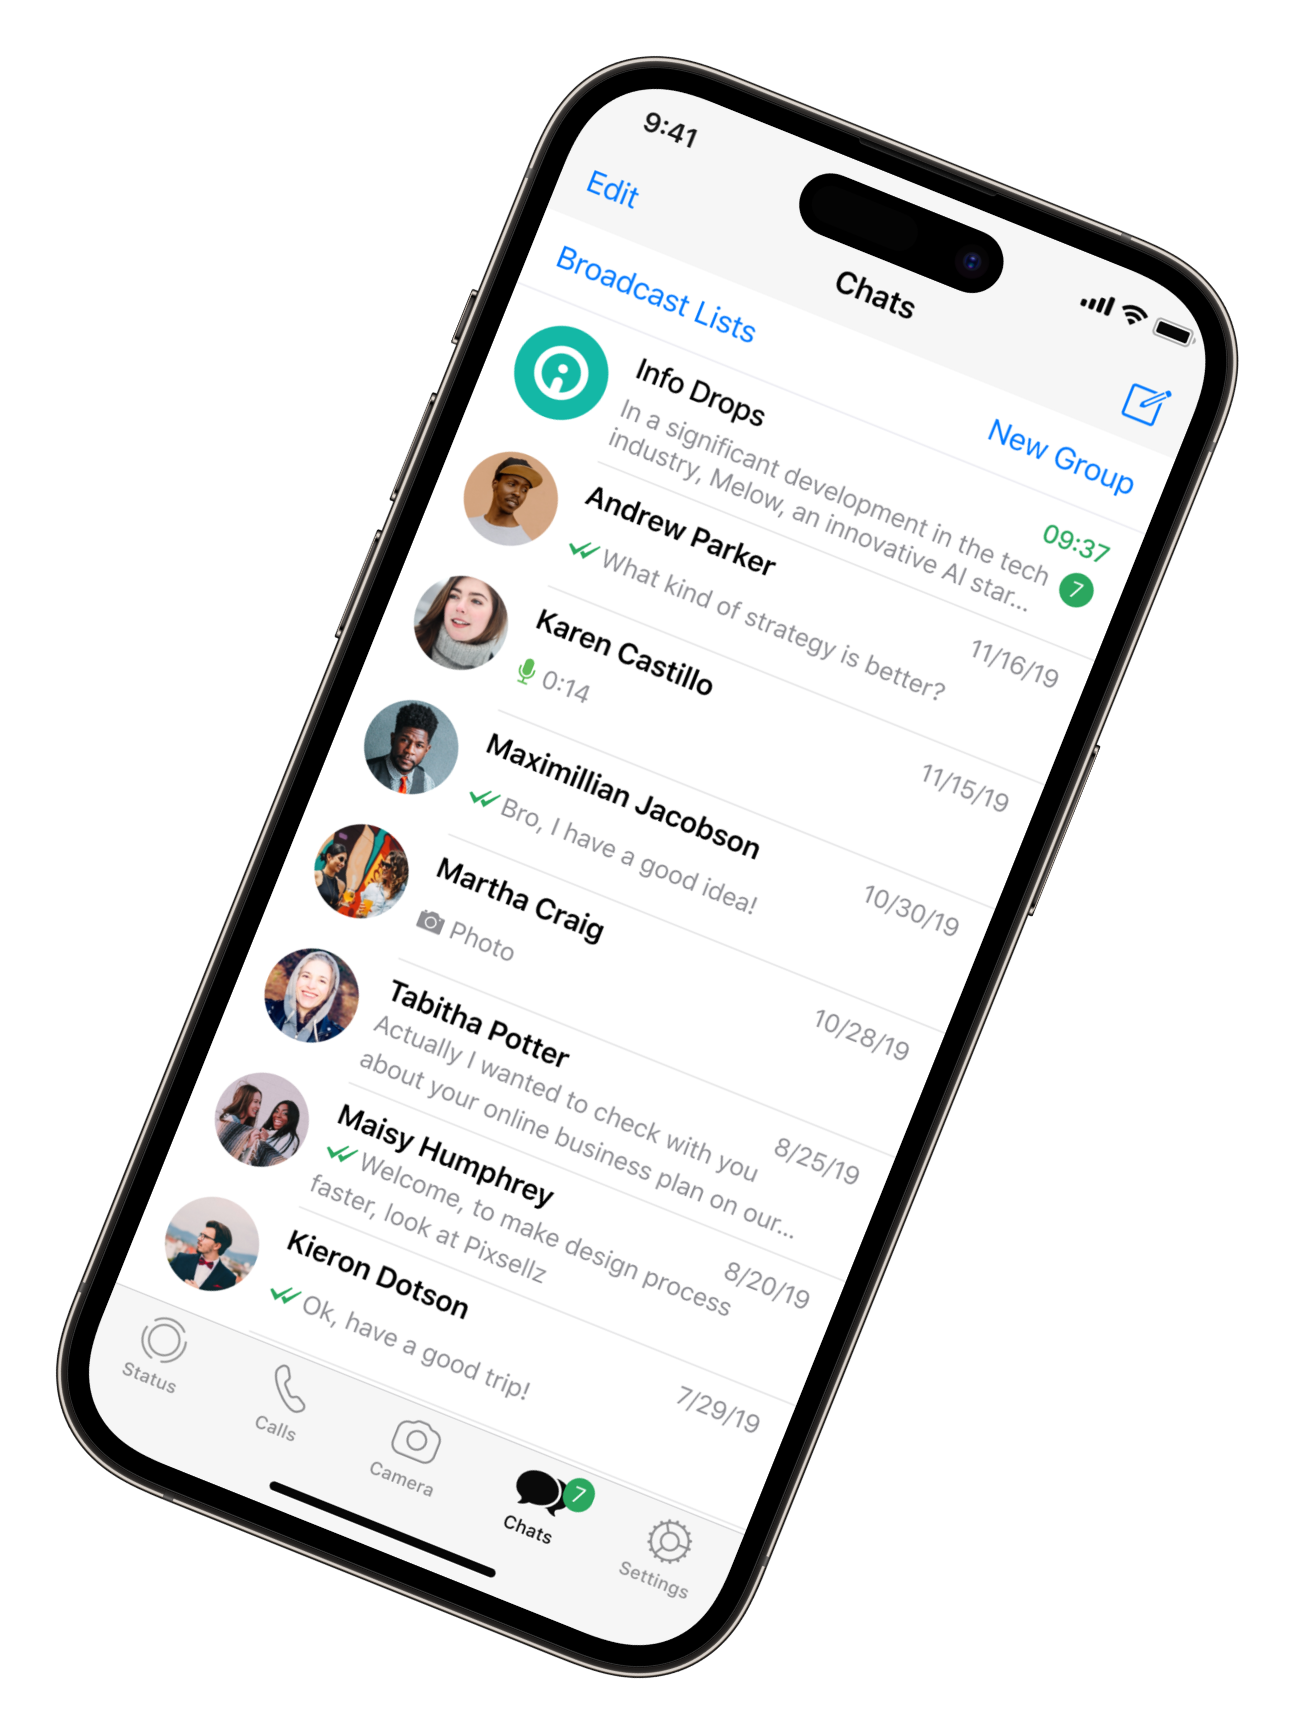 9:41
Edit
Chats
Broadcast Lists
New Group
Info Drops
09:37
In a significant development in the tech
industry, Melow, an innovative AI star...
7
Andrew Parker
11/16/19
What kind of strategy is better?
Karen Castillo
11/15/19
0:14
Maximillian Jacobson
10/30/19
Bro, I have a good idea!
Martha Craig
10/28/19
Photo
Tabitha Potter
8/25/19
Actually I wanted to check with you
about your online business plan on our...
Maisy Humphrey
8/20/19
Welcome, to make design process
faster, look at Pixsellz
Kieron Dotson
7/29/19
Ok, have a good trip!
Status
Calls
Camera
Chats
7
Settings